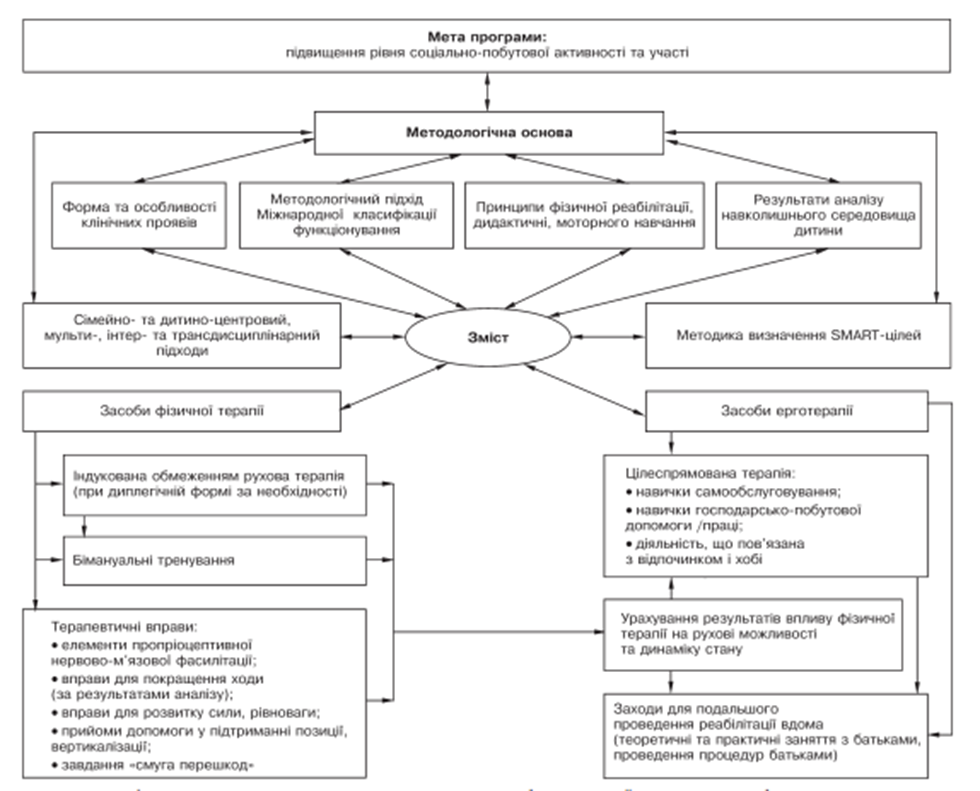 Мета програми:
підвищення рівня соціально-побутової активності та участі
Методологічна основа
Форма та особливості
клінічних проявів
Методологічний підхід
Міжнародної класифікації
функціонування
Принципи фізичної реабілітації,
дидактичні, моторного навчання
Результати аналізу
навколишнього середовища
дитини
Сімейно- та дитино-центровий,
мульти-, інтер- та трансдисциплінарний
підходи
Зміст
Методика визначення SMART-цілей
Засоби фізичної терапії
Засоби ерготерапії
Індукована обмеженням рухова терапія
(при диплегічній формі за необхідності)
Бімануальні тренування
Терапевтичні вправи:
• елементи пропріоцептивної
нервово-м'язової фасилітації;
• вправи для покращення ходи
(за результатами аналізу);
• вправи для розвитку сили, рівноваги;
• прийоми допомоги у підтриманні позиції,
вертикалізації;
• завдання «смуга перешкод»
Цілеспрямована терапія:
• навички самообслуговування;
• навички господарсько-побутової
допомоги /праці;
• діяльність, що пов'язана
з відпочинком і хобі
Урахування результатів впливу фізичної
терапії на рухові можливості
та динаміку стану
Заходи для подальшого
проведення реабілітації вдома
(теоретичні та практичні заняття з батьками,
проведення процедур батьками)